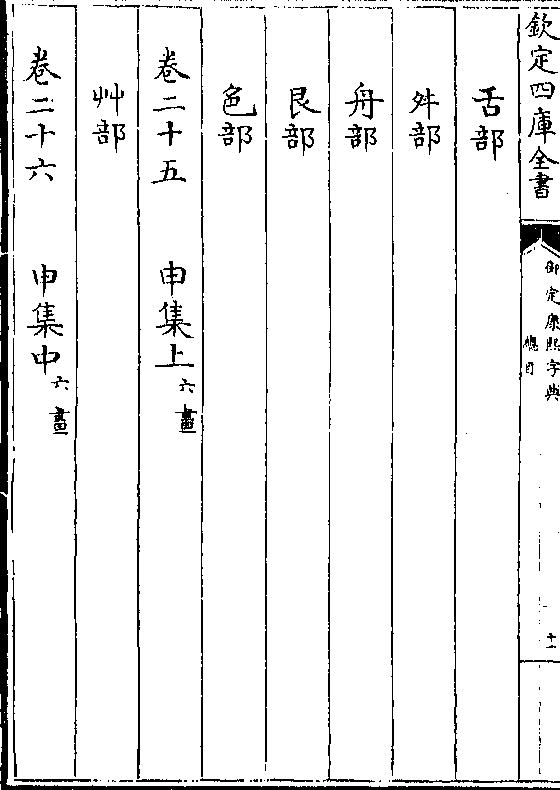 欽定四庫全書
御定康熙字典
總目
十一
舌部
舛部
舟部
艮部
色部
卷二十五 申集上六畫
艸部
卷二十六 申集中六畫